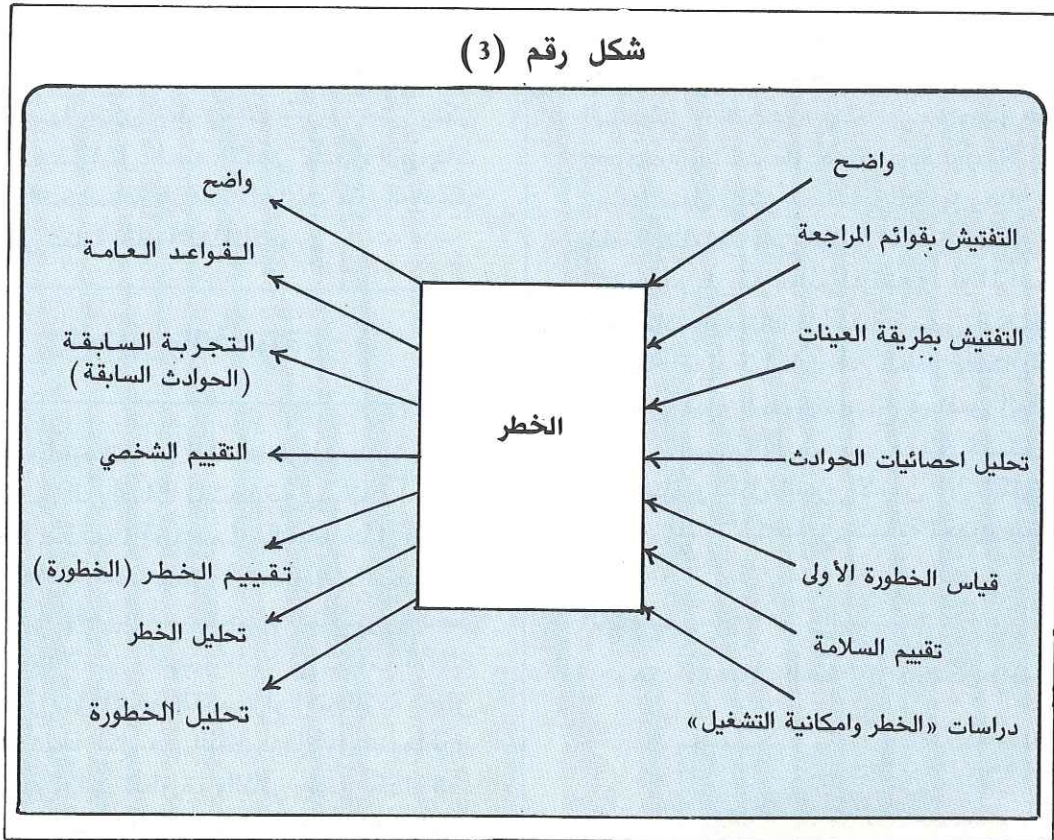 شكل رقم (3)
واضح
التفتيش بقوائم المراجعة
التفتيش بطريقة العينات
تحليل احصائيات الحوادث
قياس الخطورة الأولى
تقييم السلامة
دراسات «الخطر وامكانية التشغيل»
الخطر
واضح
القواعد العامة
التجربة السابقة
(الحوادث السابقة)
التقييم الشخصي
تقييم الخطر (الخطورة)
تحليل الخطر
تحليل الخطورة